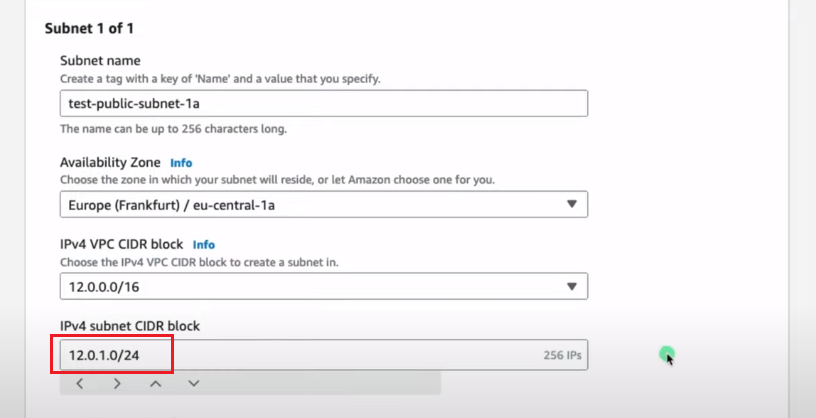 Subnet 1 of 1
Subnet name
Create a tag with a key of 'Name' and a value that you specify.
test-public-subnet-1a
The name can be up to 256 characters long.
Availability Zone Info
Choose the zone in which your subnet will reside, or let Amazon choose one for you.
Europe (Frankfurt) / eu-central-1a
IPv4 VPC CIDR block Info
Choose the IPv4 VPC CIDR block to create a subnet in.
12.0.0.0/16
IPv4 subnet CIDR block
12.0.1.0/24 256 IPs